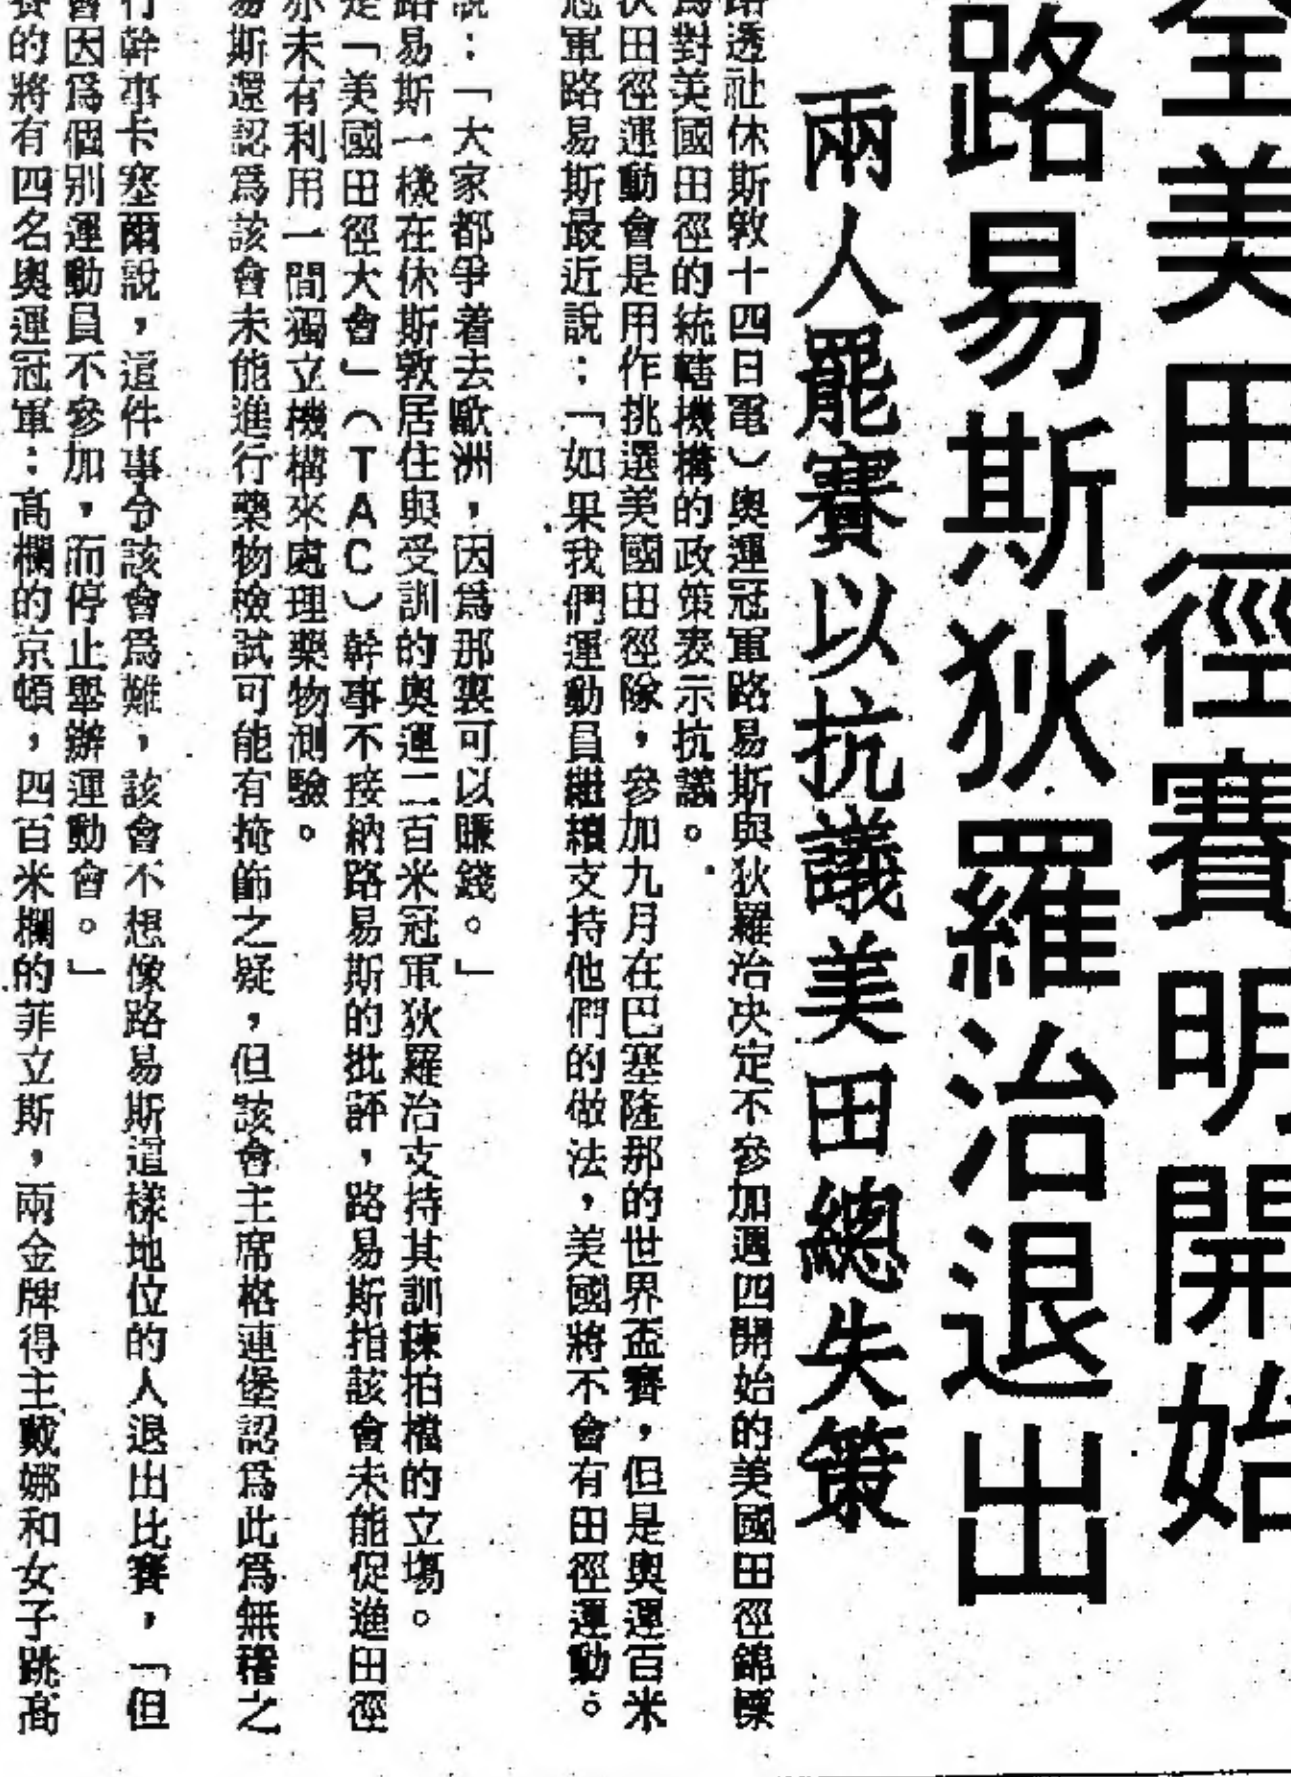 全美田徑賽明開始
路易斯狄羅治退出
兩人罷賽以抗議美田總失策
路透社休斯敦十四日電）奧運冠軍路易斯與狄羅治决定不參加週四開始的美國田徑錦標
爲對美國田徑的統轄機構的政策表示抗議。
次田徑運動會是用作挑選美國田徑隊，參加九月在巴塞隆那的世界盃賽，但是奧運百米
冠軍路易斯最近說：「如果我們運動員繼續支持他們的做法，美國將不會有田徑運動。
說：「大家都爭着去歐洲，因爲那裏可以賺錢。」
路易斯一樣在休斯敦居住與受訓的奧運二百米冠軍狄羅治支持其訓練拍檔的立塲。
是「美國田徑大會」（TAC）幹事不接納路易斯的批評，路易斯指該會未能促進田徑
亦未有利用一間獨立機構來處理藥物測驗。
易斯還認爲該會未能進行藥物檢試可能有掩飾之疑，但該會主席格連堡認爲此爲無稽之
行幹事卡塞爾說，這件事令該會爲難，該會不想像路易斯這樣地位的人退出比賽，「但
會因爲個別運動員不參加，而停止舉辦運動會。」
賽的將有四名奧運冠軍：高欄的京頓，四百米欄的菲立斯，兩金牌得主戴娜和女子跳高